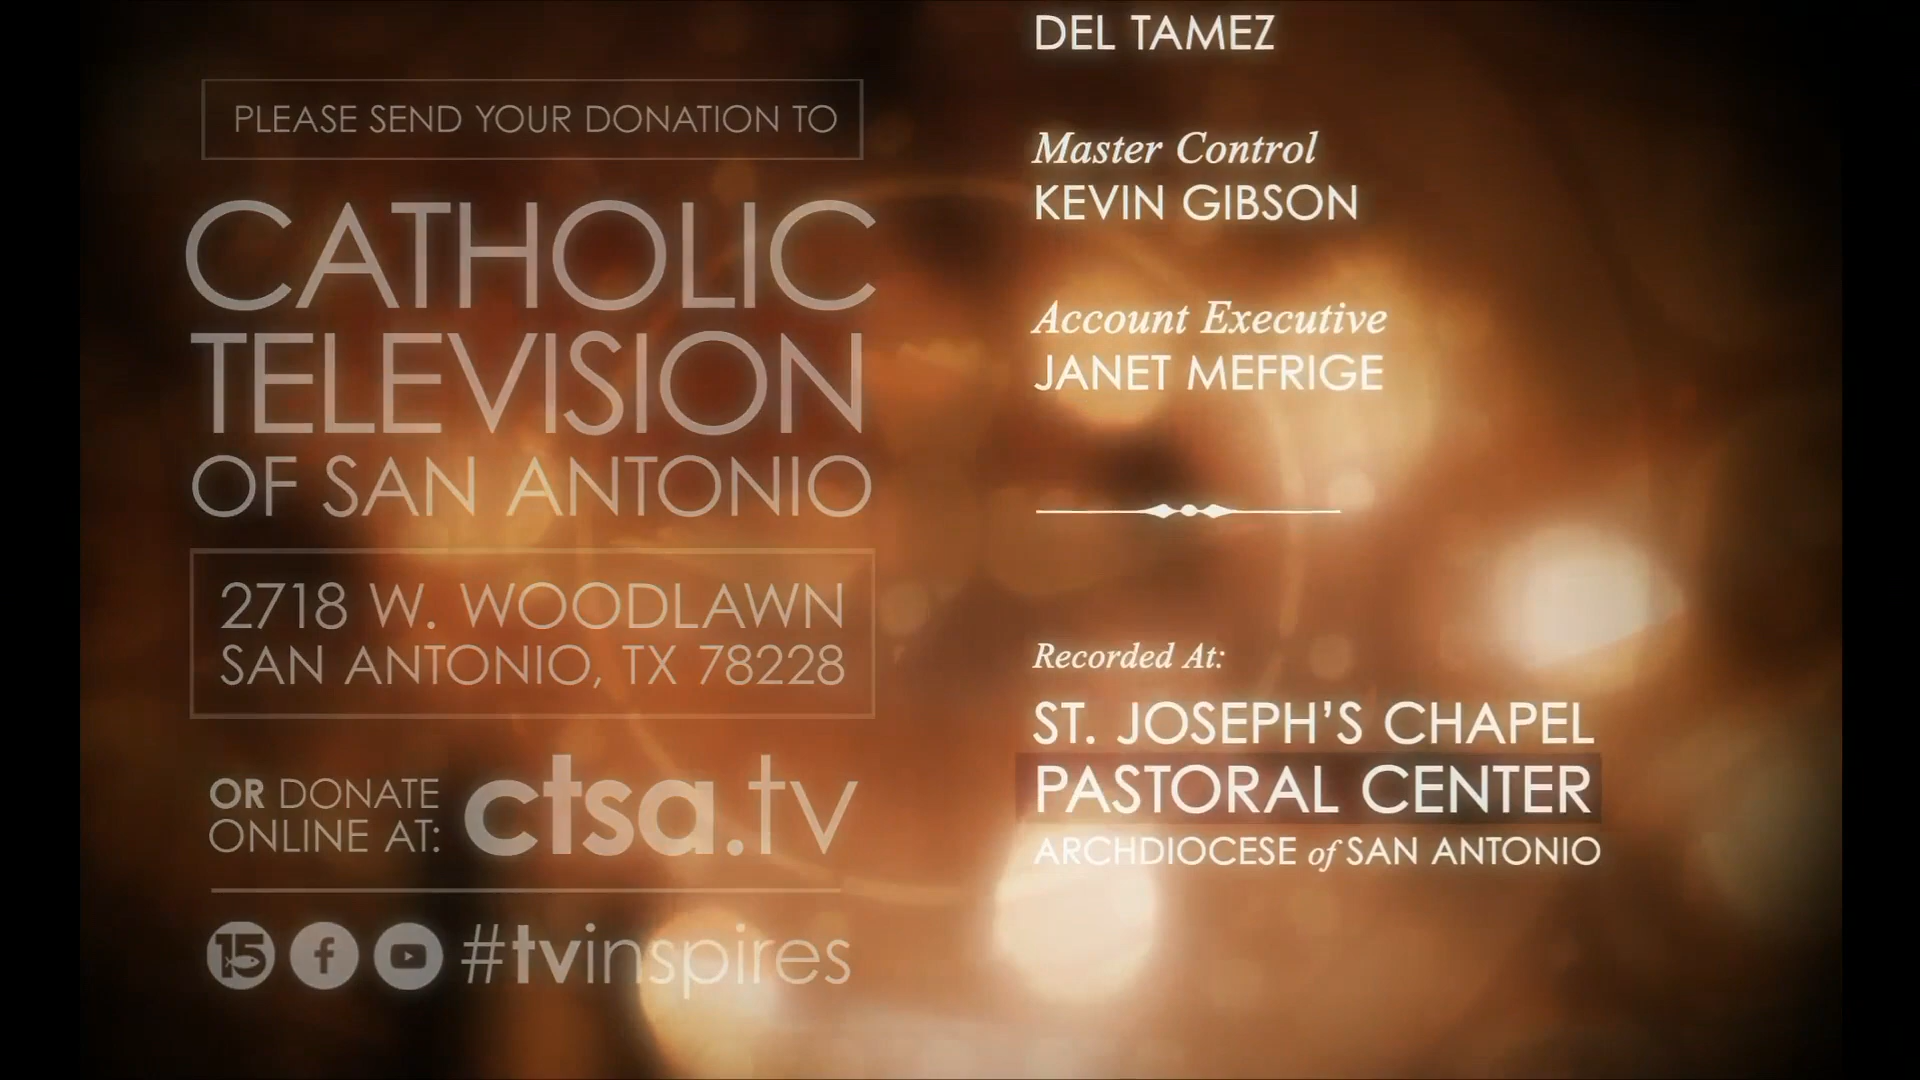 PLEASE SEND YOUR DONATION TO
CATHOLIC
TELEVISION
OF SAN ANTONIO
2718 W. WOODLAWN
SAN ANTONIO, TX 78228
OR DONATE
ONLINE AT:
ctsa.tv
15
#tvinspires
DEL TAMEZ
Master Control
KEVIN GIBSON
Account Executive
JANET MEFRIGE
Recorded At:
ST. JOSEPH'S CHAPEL
PASTORAL CENTER
ARCHDIOCESE of SAN ANTONIO